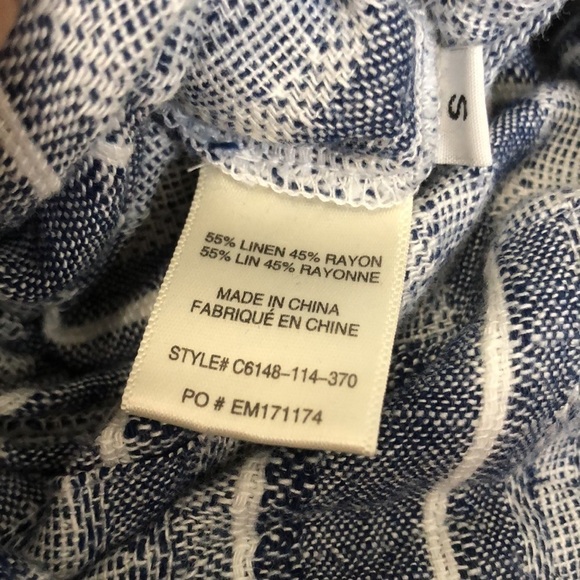 S
55% LINEN 45% RAYON
55% LIN 45% RAYONNE
MADE IN CHINA
FABRIQUÉ EN CHINE
STYLE# C6148-114-370
PO # EM171174